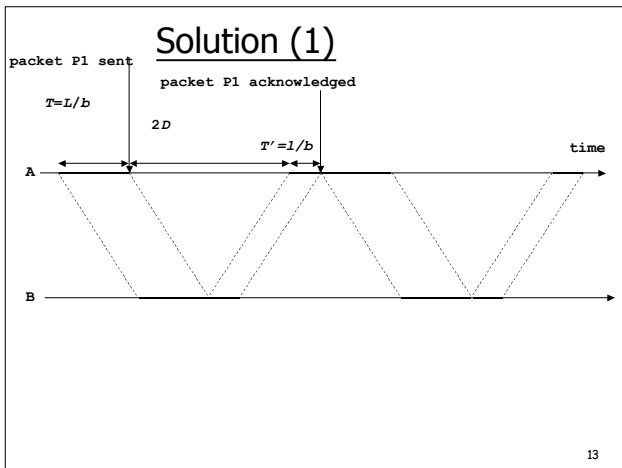 Solution (1)
packet P1 sent
packet P1 acknowledged
T=L/b
2D
T'=l/b
time
A
B
13